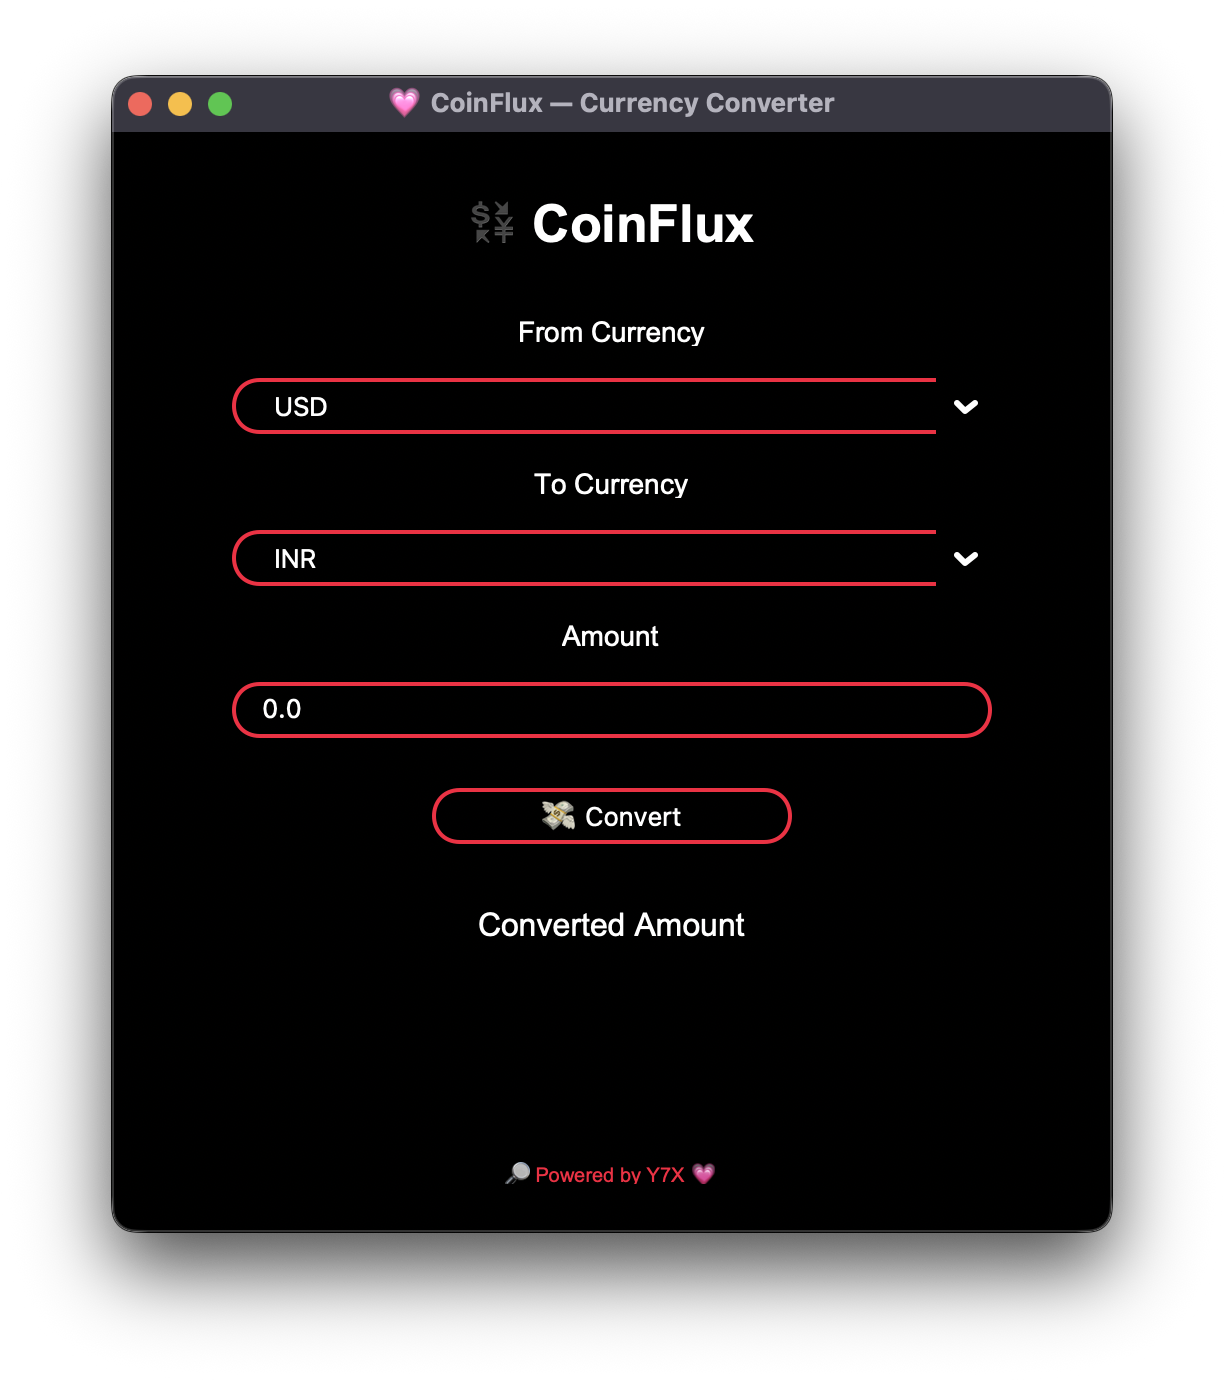 💗 CoinFlux — Currency Converter
💱 CoinFlux
From Currency
USD
To Currency
INR
Amount
0.0
💸 Convert
Converted Amount
🔎 Powered by Y7X 💗